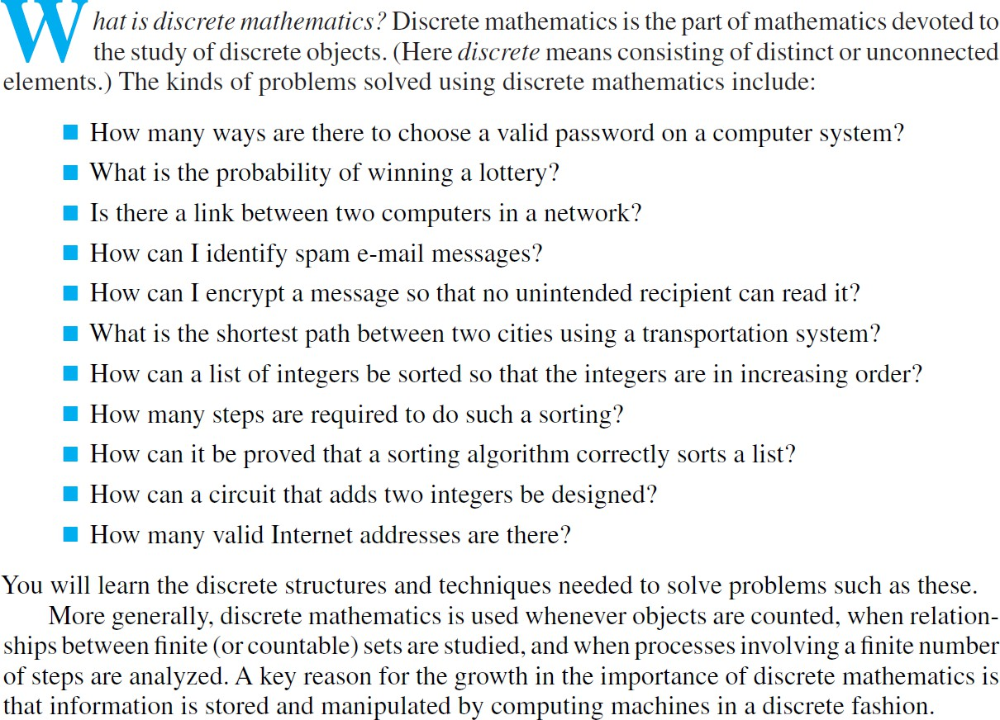 What is discrete mathematics? Discrete mathematics is the part of mathematics devoted to
the study of discrete objects. (Here discrete means consisting of distinct or unconnected
elements.) The kinds of problems solved using discrete mathematics include:
■ How many ways are there to choose a valid password on a computer system?
■ What is the probability of winning a lottery?
■ Is there a link between two computers in a network?
■ How can I identify spam e-mail messages?
■ How can I encrypt a message so that no unintended recipient can read it?
■ What is the shortest path between two cities using a transportation system?
■ How can a list of integers be sorted so that the integers are in increasing order?
■ How many steps are required to do such a sorting?
■ How can it be proved that a sorting algorithm correctly sorts a list?
■ How can a circuit that adds two integers be designed?
■ How many valid Internet addresses are there?
You will learn the discrete structures and techniques needed to solve problems such as these.
More generally, discrete mathematics is used whenever objects are counted, when relation-
ships between finite (or countable) sets are studied, and when processes involving a finite number
of steps are analyzed. A key reason for the growth in the importance of discrete mathematics is
that information is stored and manipulated by computing machines in a discrete fashion.